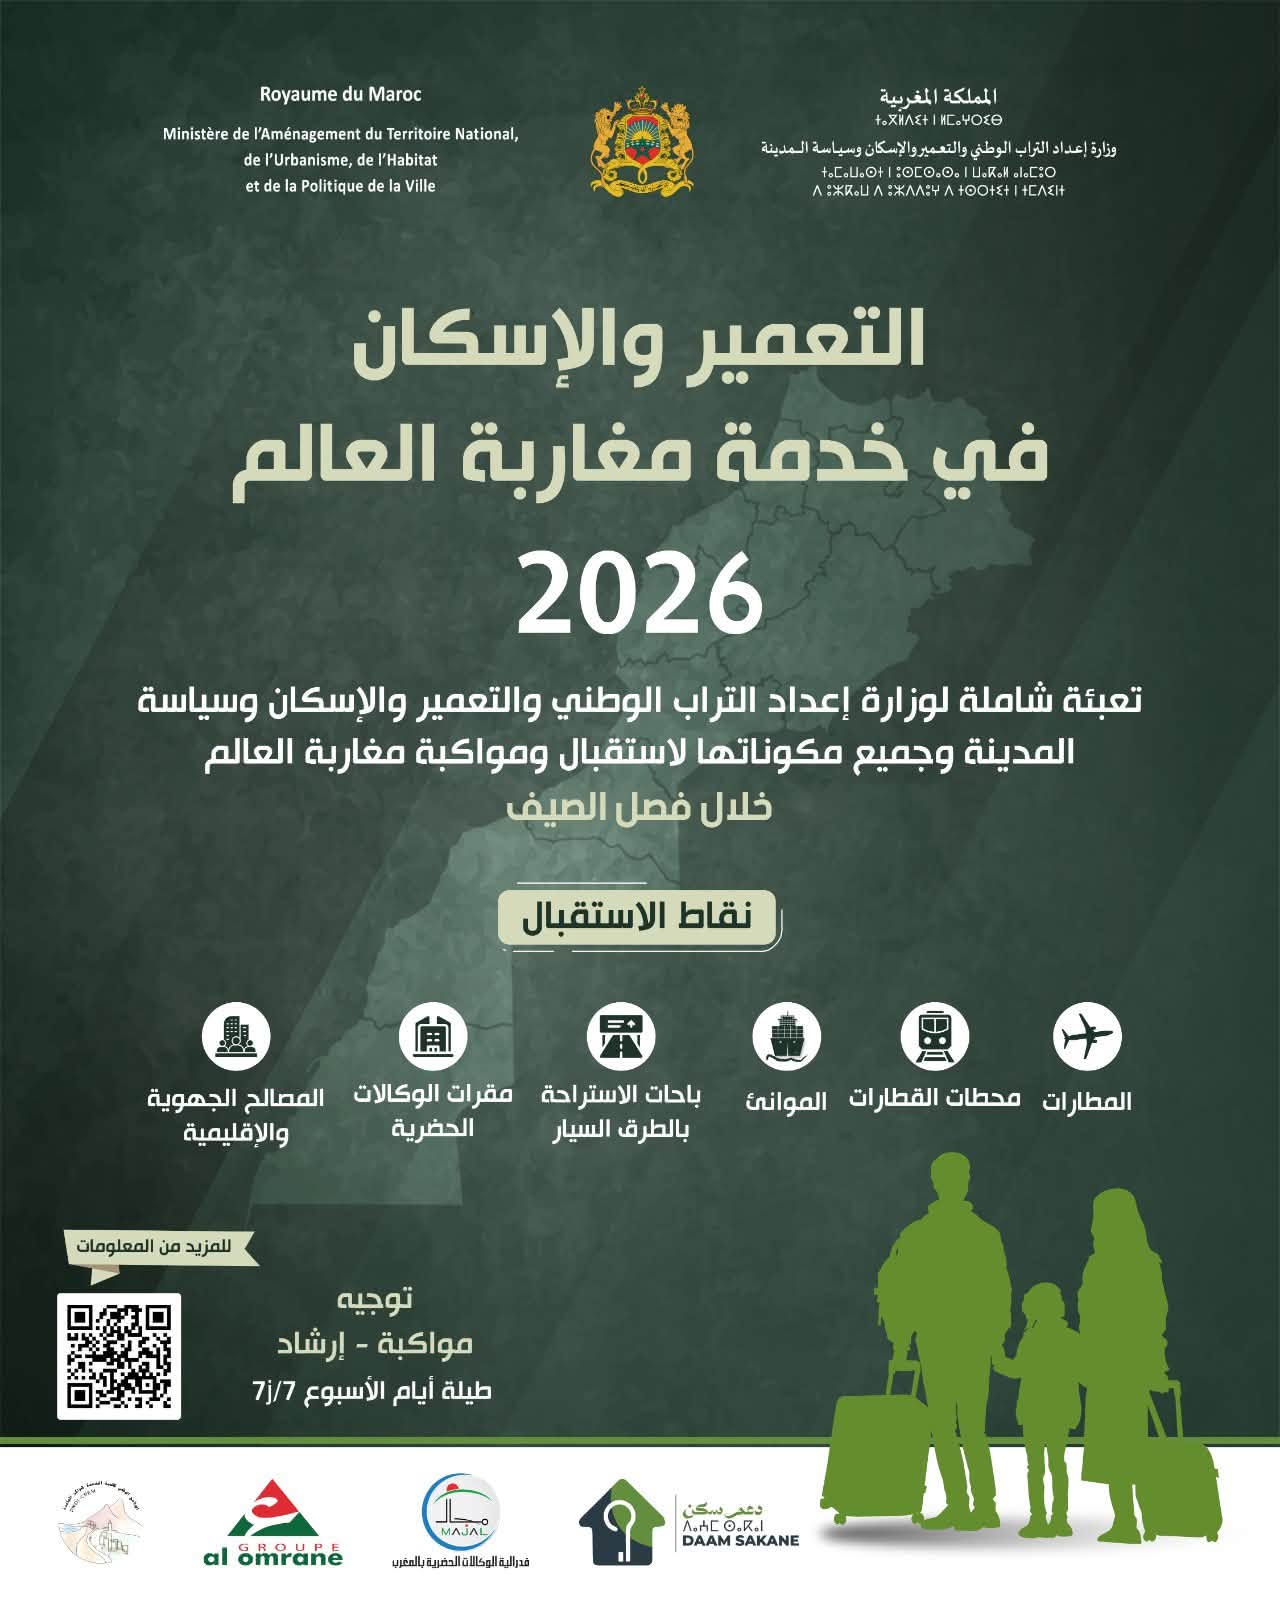 Royaume du Maroc
Ministère de l'Aménagement du Territoire National,
de l'Urbanisme, de l'Habitat
et de la Politique de la Ville
المملكة المغربية
ⵜⴰⴳⵍⴷⵉⵜ ⵏ ⵍⵎⴰⵖⵔⵉⴱ
وزارة إعداد التراب الوطني والتعمير والإسكان وسياسة المدينة
التعمير والإسكان
في خدمة مغاربة العالم
2026
تعبئة شاملة لوزارة إعداد التراب الوطني والتعمير والإسكان وسياسة
المدينة وجميع مكوناتها لاستقبال ومواكبة مغاربة العالم
خلال فصل الصيف
نقاط الاستقبال
المطارات
محطات القطارات
الموانئ
باحات الاستراحة
بالطرق السيار
مقرات الوكالات
الحضرية
المصالح الجهوية
والإقليمية
للمزيد من المعلومات
توجيه
مواكبة - إرشاد
طيلة أيام الأسبوع 7j/7
GROUPE
al omrane
مجال
MAJAL
فدرالية الوكالات الحضرية بالمغرب
دعم سكن
DAAM SAKANE